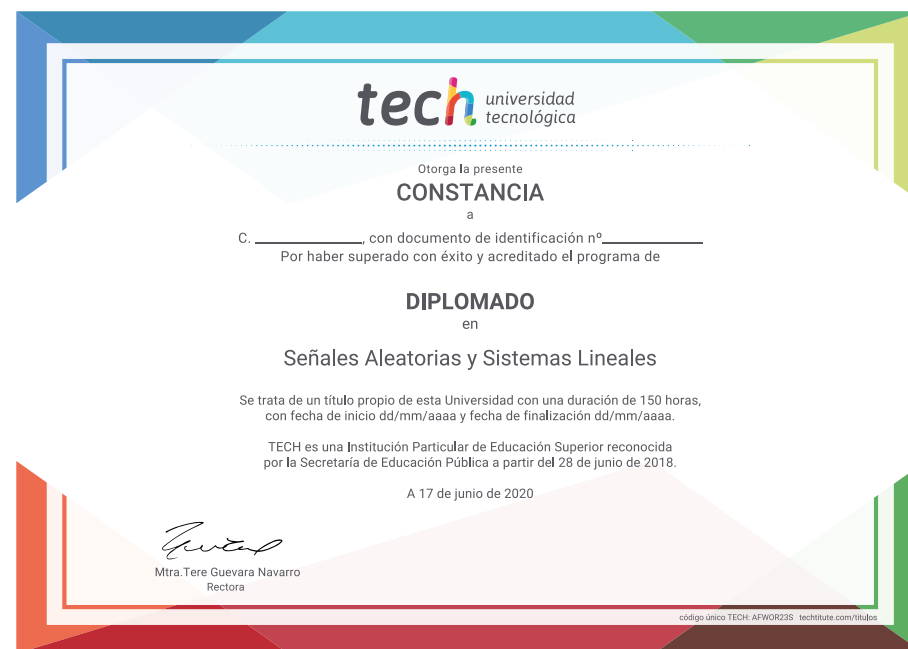 tech universidad
tecnológica
Otorga la presente
CONSTANCIA
a
C. ____________, con documento de identificación nº____________
Por haber superado con éxito y acreditado el programa de
DIPLOMADO
en
Señales Aleatorias y Sistemas Lineales
Se trata de un título propio de esta Universidad con una duración de 150 horas,
con fecha de inicio dd/mm/aaaa y fecha de finalización dd/mm/aaaa.
TECH es una Institución Particular de Educación Superior reconocida
por la Secretaría de Educación Pública a partir del 28 de junio de 2018.
A 17 de junio de 2020
Mtra.Tere Guevara Navarro
Rectora
código único TECH: AFWOR23S techtitute.com/titulos